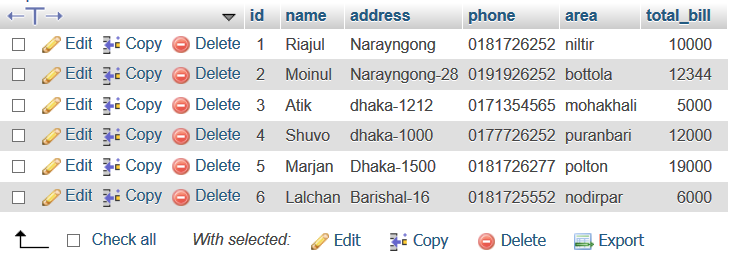 id name address phone area total_bill
Edit Copy Delete 1 Riajul Narayngong 0181726252 niltir 10000
Edit Copy Delete 2 Moinul Narayngong-28 0191926252 bottola 12344
Edit Copy Delete 3 Atik dhaka-1212 0171354565 mohakhali 5000
Edit Copy Delete 4 Shuvo dhaka-1000 0177726252 puranbari 12000
Edit Copy Delete 5 Marjan Dhaka-1500 0181726277 polton 19000
Edit Copy Delete 6 Lalchan Barishal-16 0181725552 nodirpar 6000
Check all With selected: Edit Copy Delete Export